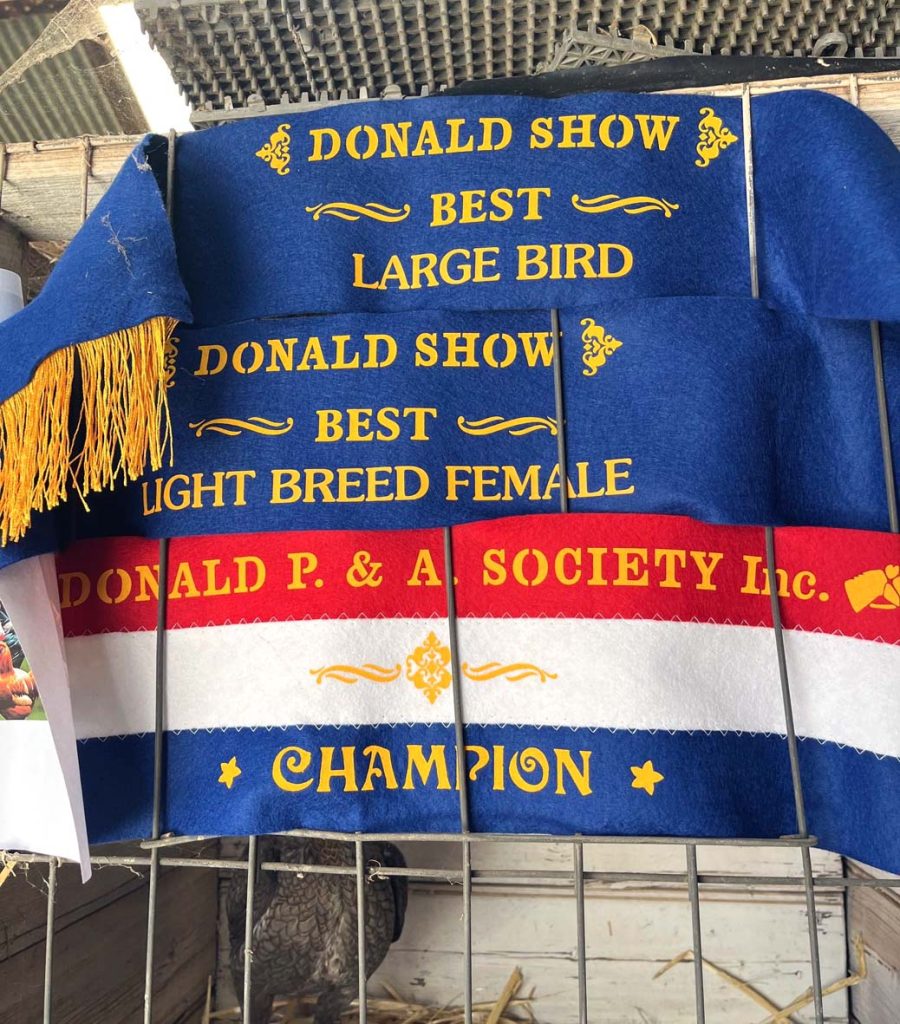 DONALD SHOW
BEST
LARGE BIRD
DONALD SHOW
BEST
LIGHT BREED FEMALE
DONALD P. & A. SOCIETY Inc.
CHAMPION